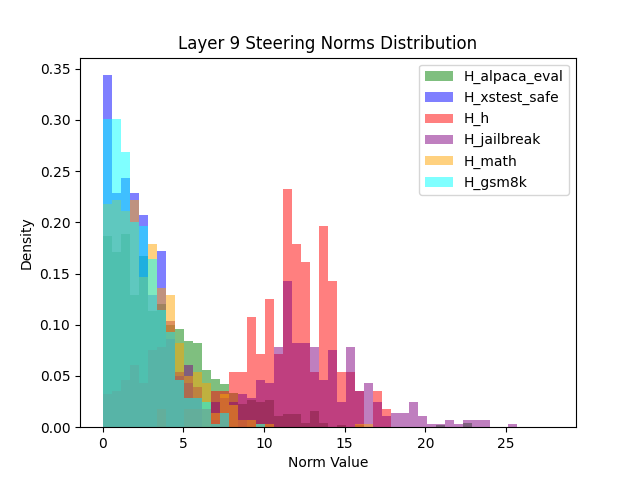 Layer 9 Steering Norms Distribution
H_alpaca_eval
H_xstest_safe
H_h
H_jailbreak
H_math
H_gsm8k
0.35
0.30
0.25
0.20
0.15
0.10
0.05
0.00
Density
0
5
10
15
20
25
Norm Value